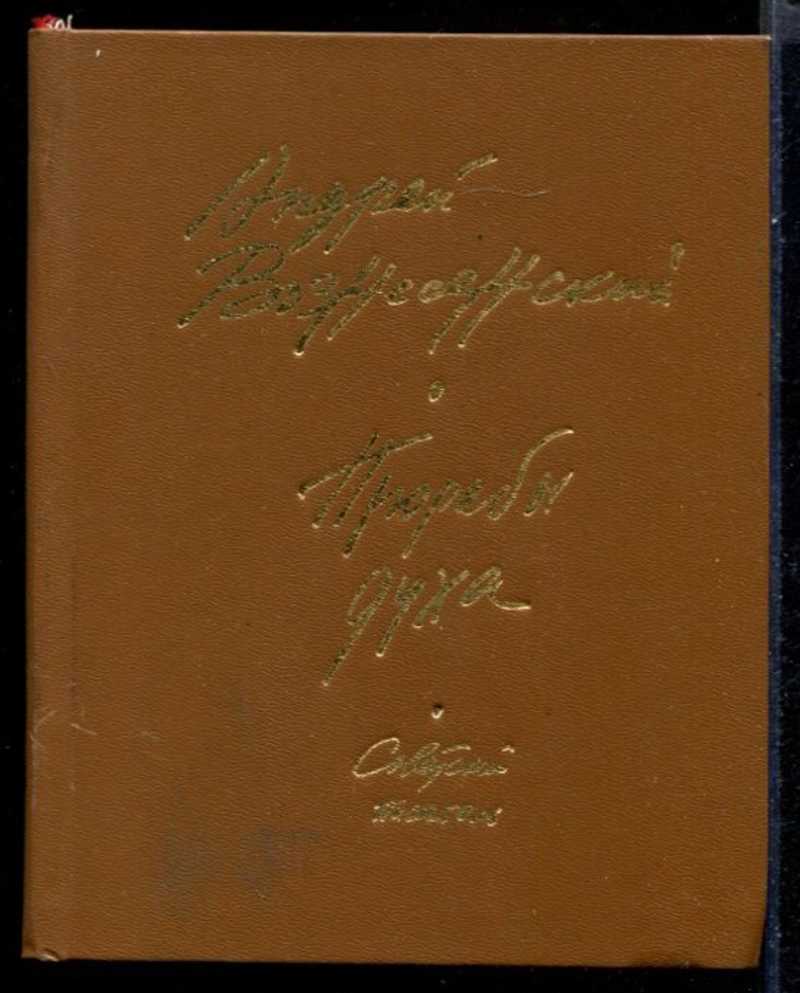 Андрей
Вознесенский
Прорабы
духа
Советский
писатель